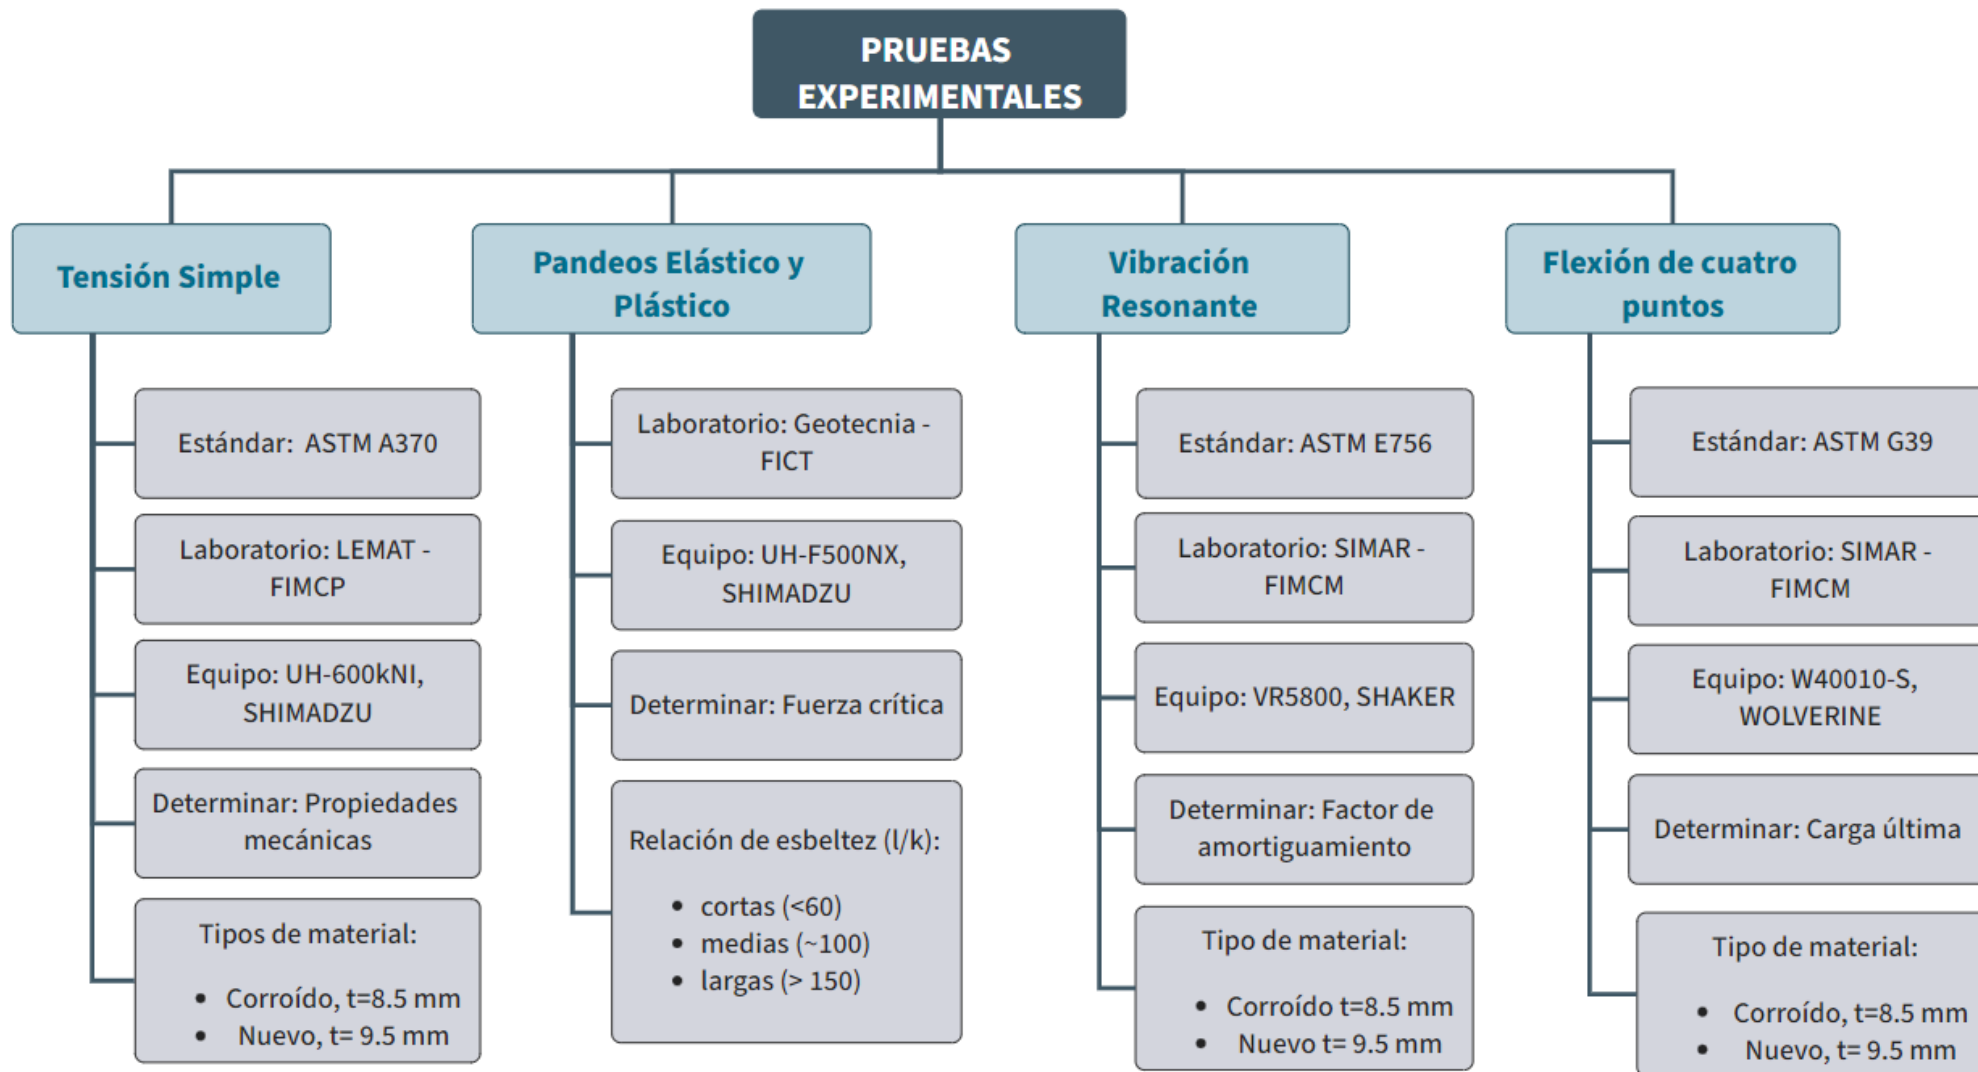 PRUEBAS
EXPERIMENTALES
Tensión Simple
Estándar:  ASTM A370
Laboratorio: LEMAT -
FIMCP
Equipo: UH-600kNI,
SHIMADZU
Determinar: Propiedades
mecánicas
Tipos de material:
• Corroído, t=8.5 mm
• Nuevo, t= 9.5 mm
Pandeos Elástico y
Plástico
Laboratorio: Geotecnia -
FICT
Equipo: UH-F500NX,
SHIMADZU
Determinar: Fuerza crítica
Relación de esbeltez (l/k):
• cortas (<60)
• medias (~100)
• largas (> 150)
Vibración
Resonante
Estándar: ASTM E756
Laboratorio: SIMAR -
FIMCM
Equipo: VR5800, SHAKER
Determinar: Factor de
amortiguamiento
Tipo de material:
• Corroído t=8.5 mm
• Nuevo t= 9.5 mm
Flexión de cuatro
puntos
Estándar: ASTM G39
Laboratorio: SIMAR -
FIMCM
Equipo: W40010-S,
WOLVERINE
Determinar: Carga última
Tipo de material:
• Corroído, t=8.5 mm
• Nuevo, t= 9.5 mm